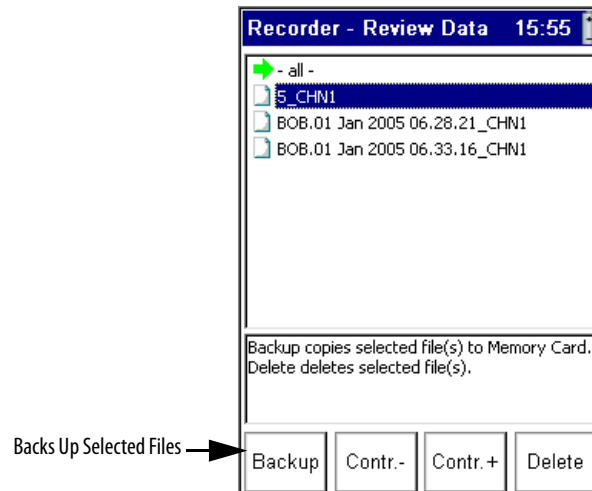 Recorder - Review Data 15:55
- all -
5_CHN1
BOB.01 Jan 2005 06.28.21_CHN1
BOB.01 Jan 2005 06.33.16_CHN1
Backup copies selected file(s) to Memory Card.
Delete deletes selected file(s).
Backs Up Selected Files
Backup Contr.- Contr.+ Delete